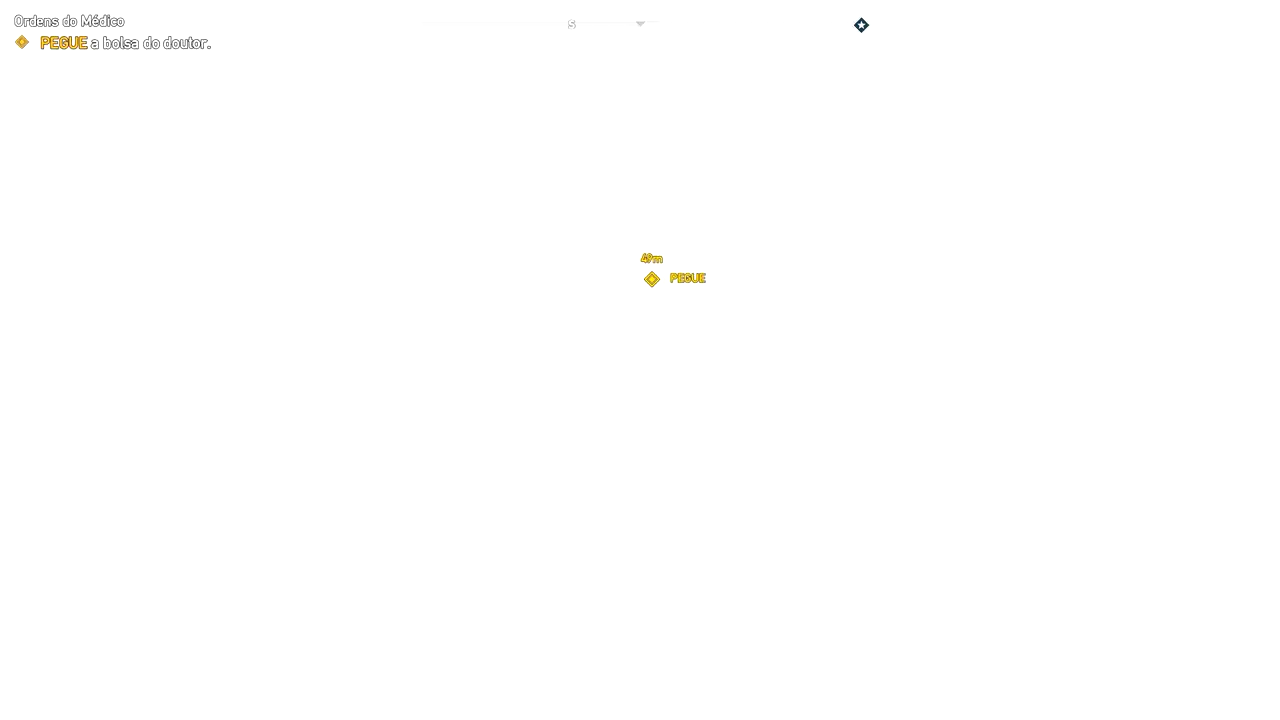 Ordens do Médico
PEGUE a bolsa do doutor.
S
49m
PEGUE